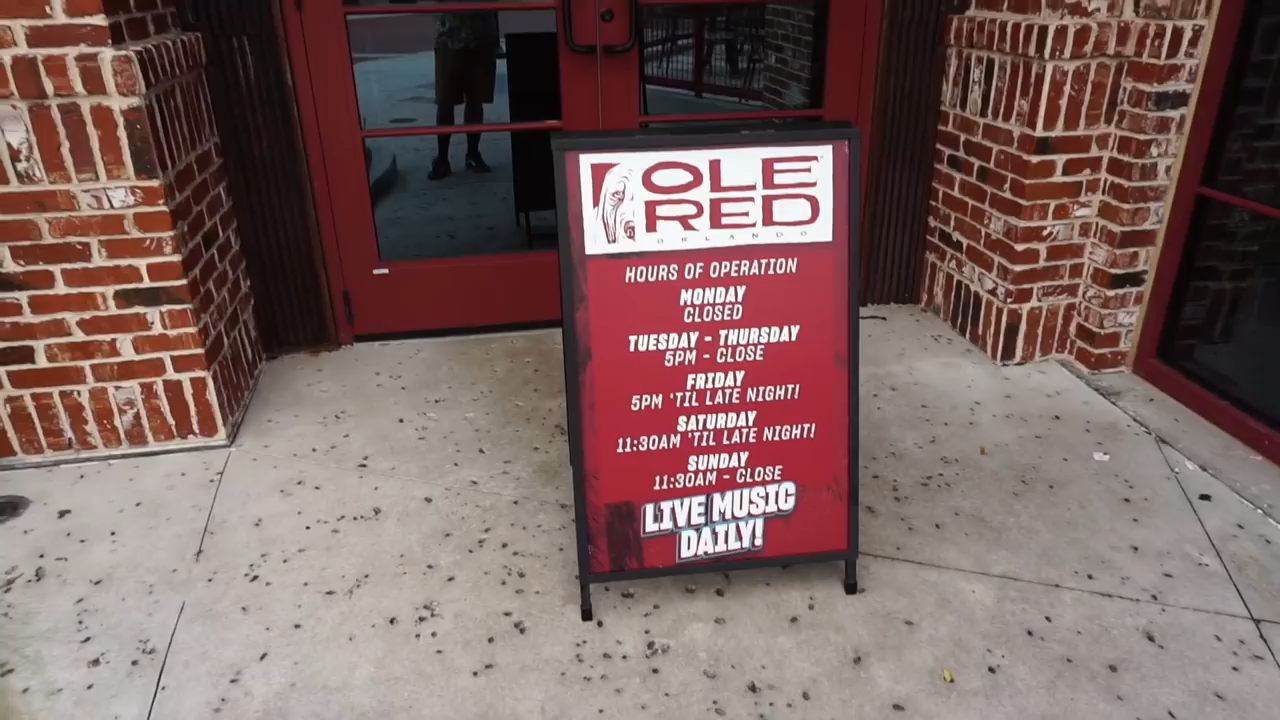 OLE
RED
ORLANDO
HOURS OF OPERATION
MONDAY
CLOSED
TUESDAY - THURSDAY
5PM - CLOSE
FRIDAY
5PM 'TIL LATE NIGHT!
SATURDAY
11:30AM 'TIL LATE NIGHT!
SUNDAY
11:30AM - CLOSE
LIVE MUSIC
DAILY!